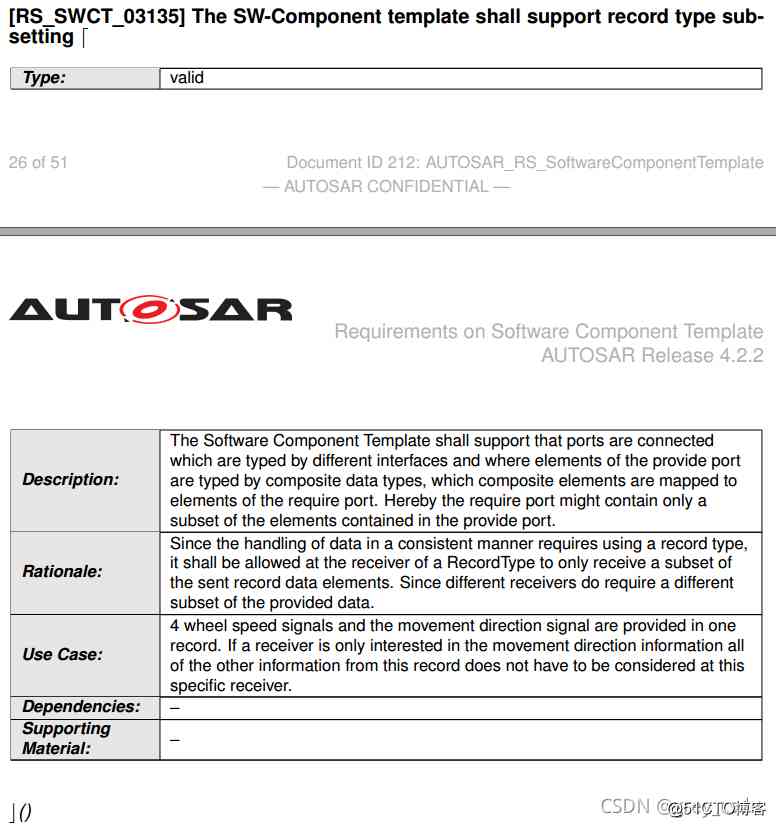 [RS_SWCT_03135] The SW-Component template shall support record type sub-
setting ⌈
Type: valid
26 of 51 Document ID 212: AUTOSAR_RS_SoftwareComponentTemplate
— AUTOSAR CONFIDENTIAL —
AUTOSAR
Requirements on Software Component Template
AUTOSAR Release 4.2.2
Description:
The Software Component Template shall support that ports are connected
which are typed by different interfaces and where elements of the provide port
are typed by composite data types, which composite elements are mapped to
elements of the require port. Hereby the require port might contain only a
subset of the elements contained in the provide port.
Rationale:
Since the handling of data in a consistent manner requires using a record type,
it shall be allowed at the receiver of a RecordType to only receive a subset of
the sent record data elements. Since different receivers do require a different
subset of the provided data.
Use Case:
4 wheel speed signals and the movement direction signal are provided in one
record. If a receiver is only interested in the movement direction information all
of the other information from this record does not have to be considered at this
specific receiver.
Dependencies: –
Supporting
Material:
–
⌋()
CSDN @51CTO博客